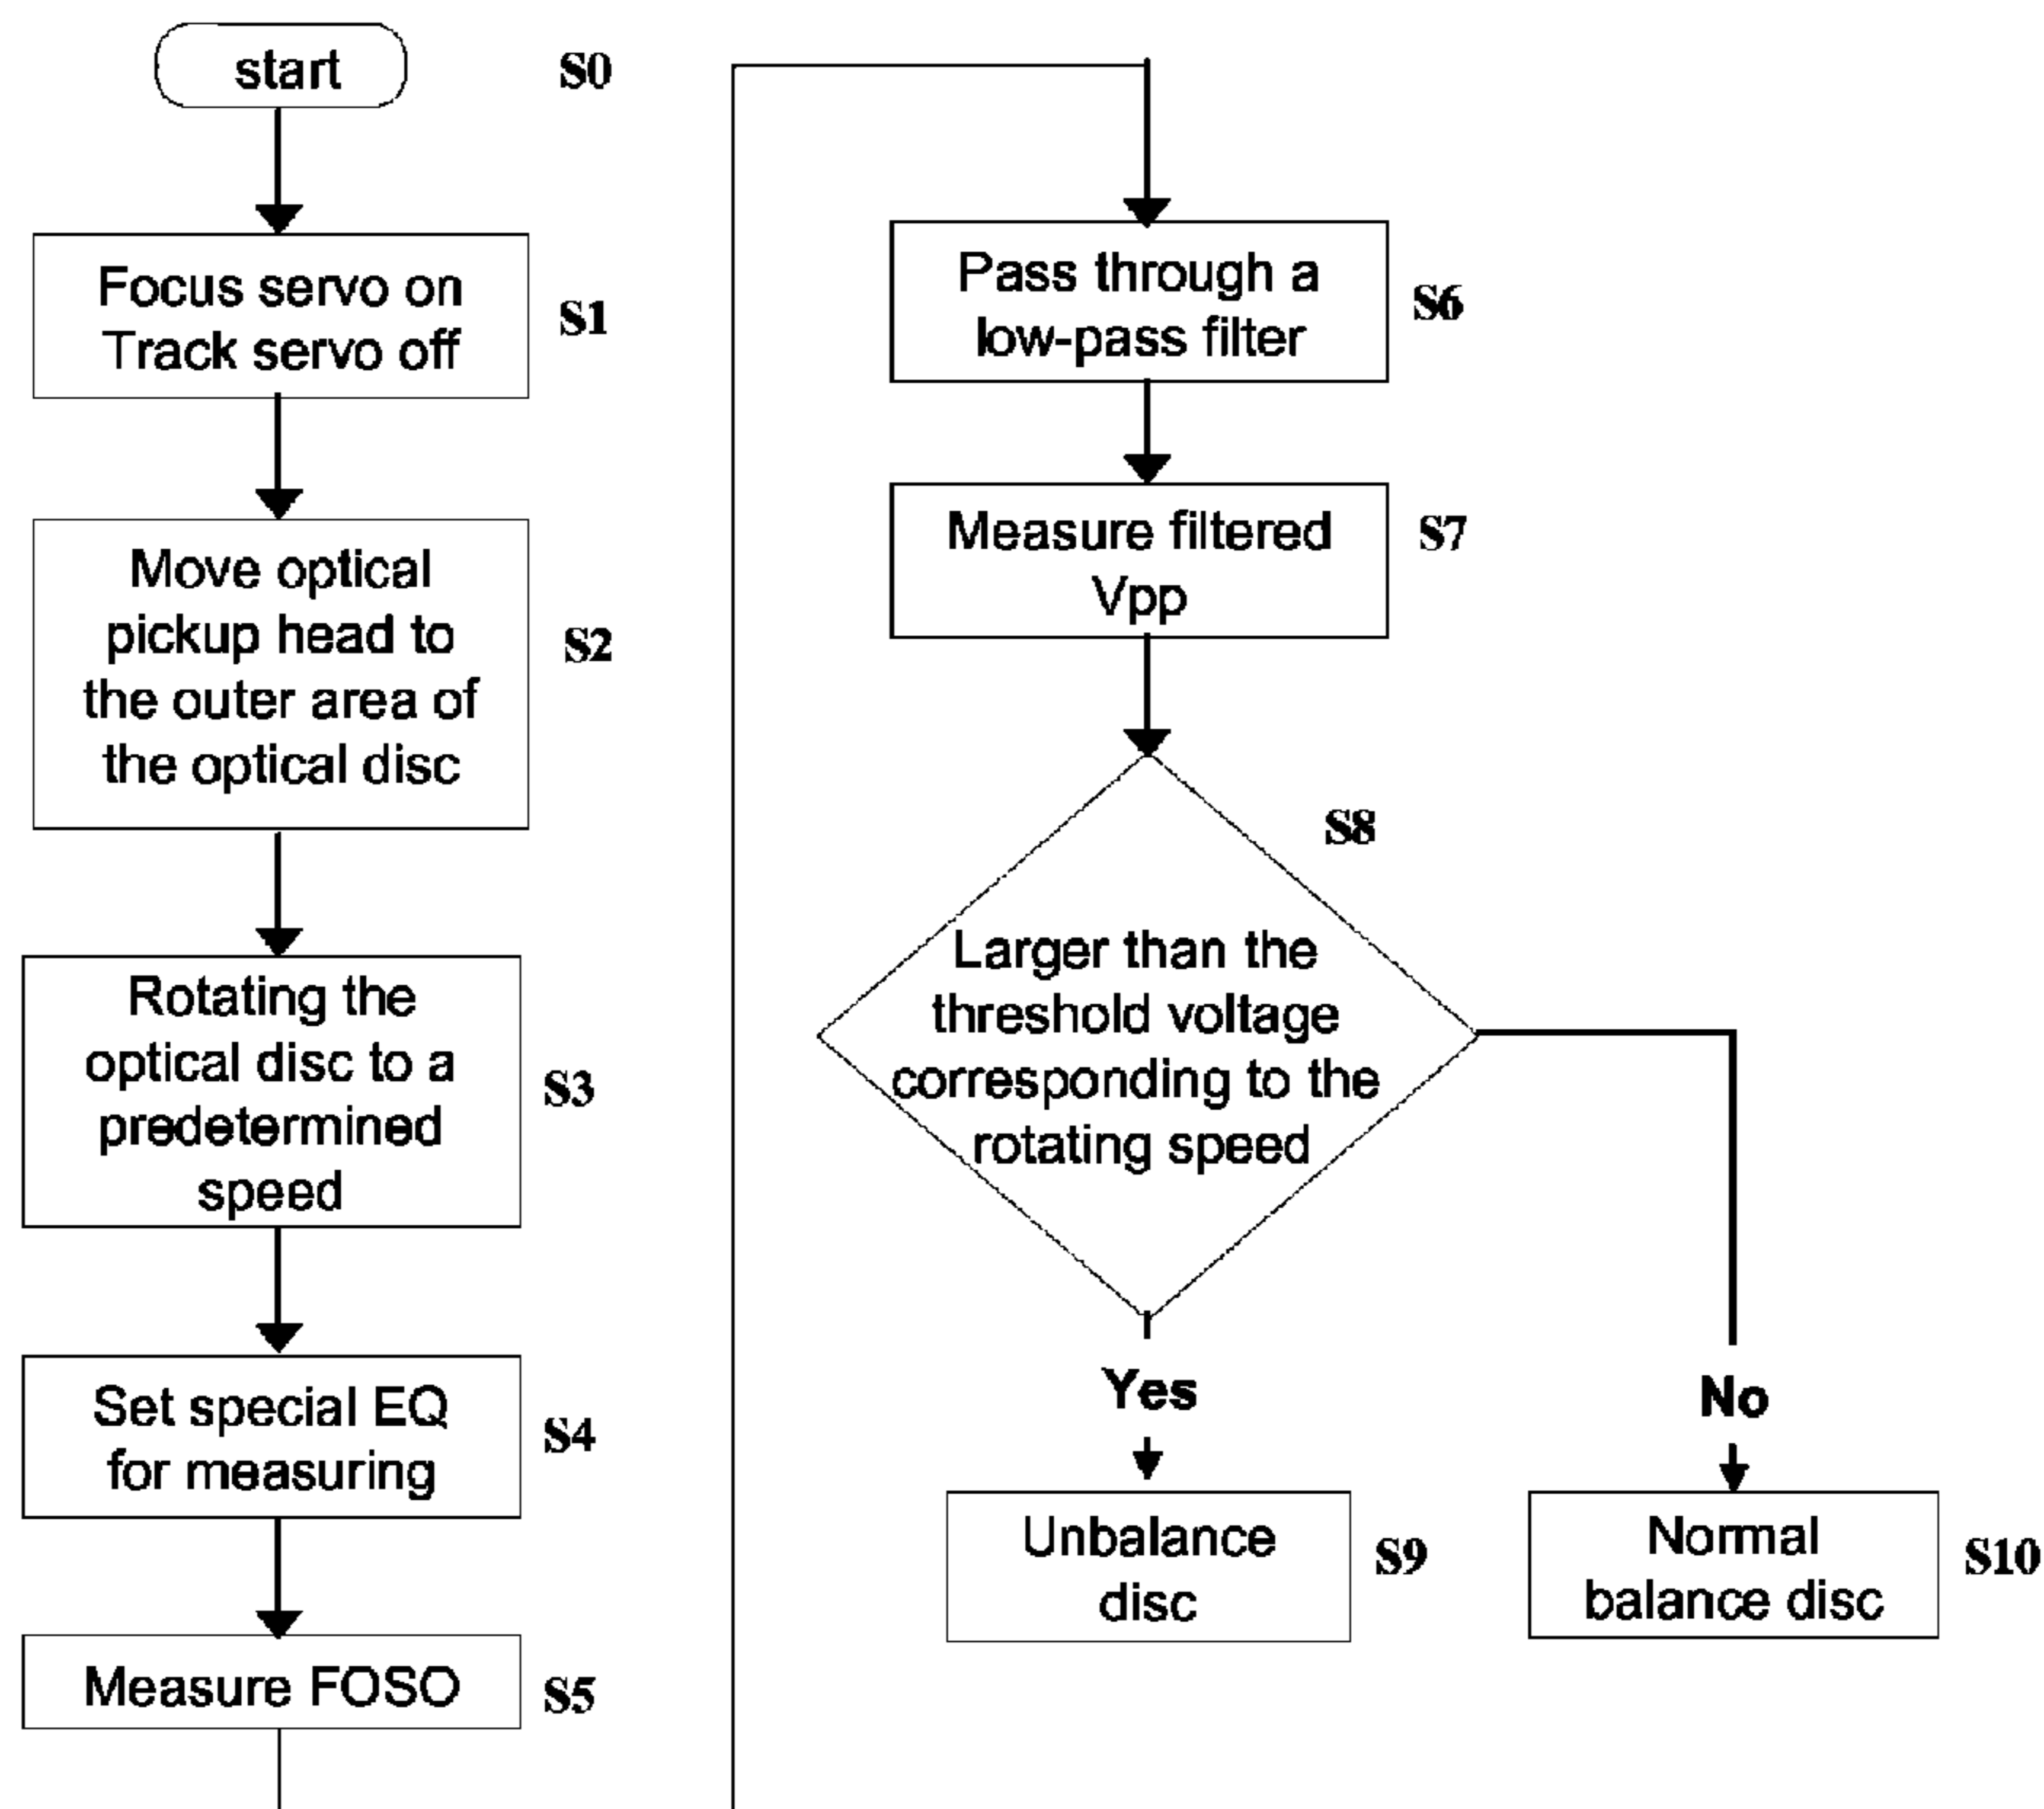 start
S0
Focus servo on
Track servo off
S1
Move optical
pickup head to
the outer area of
the optical disc
S2
Rotating the
optical disc to a
predetermined
speed
S3
Set special EQ
for measuring
S4
Measure FOSO
S5
Pass through a
low-pass filter
S6
Measure filtered
Vpp
S7
S8
Larger than the
threshold voltage
corresponding to the
rotating speed
Yes
No
Unbalance
disc
S9
Normal
balance disc
S10